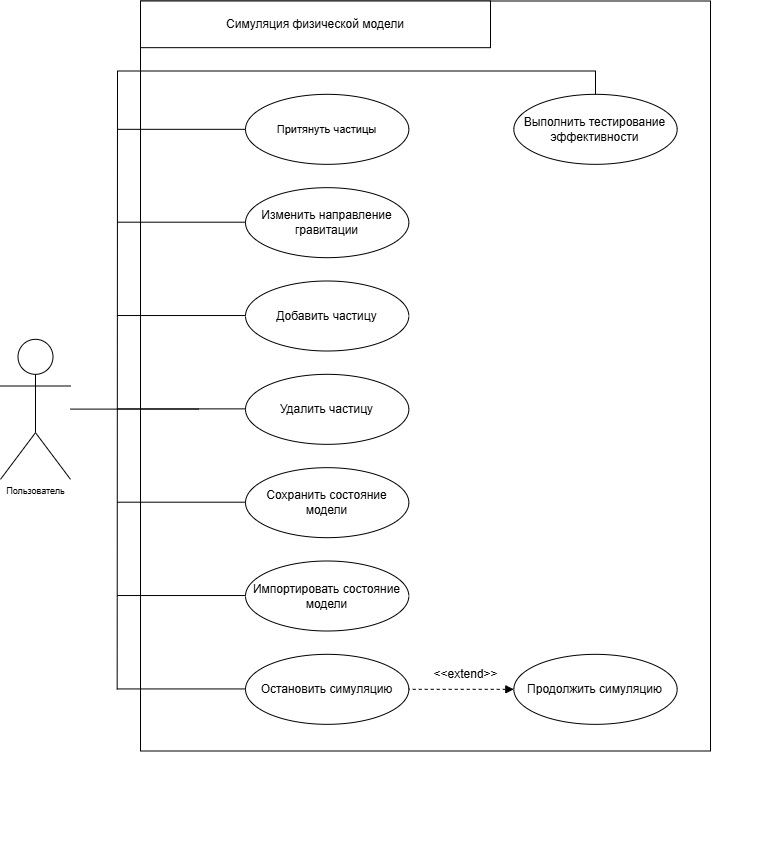 Симуляция физической модели
Притянуть частицы
Выполнить тестирование
эффективности
Изменить направление
гравитации
Добавить частицу
Удалить частицу
Пользователь
Сохранить состояние
модели
Импортировать состояние
модели
Остановить симуляцию
<<extend>>
Продолжить симуляцию